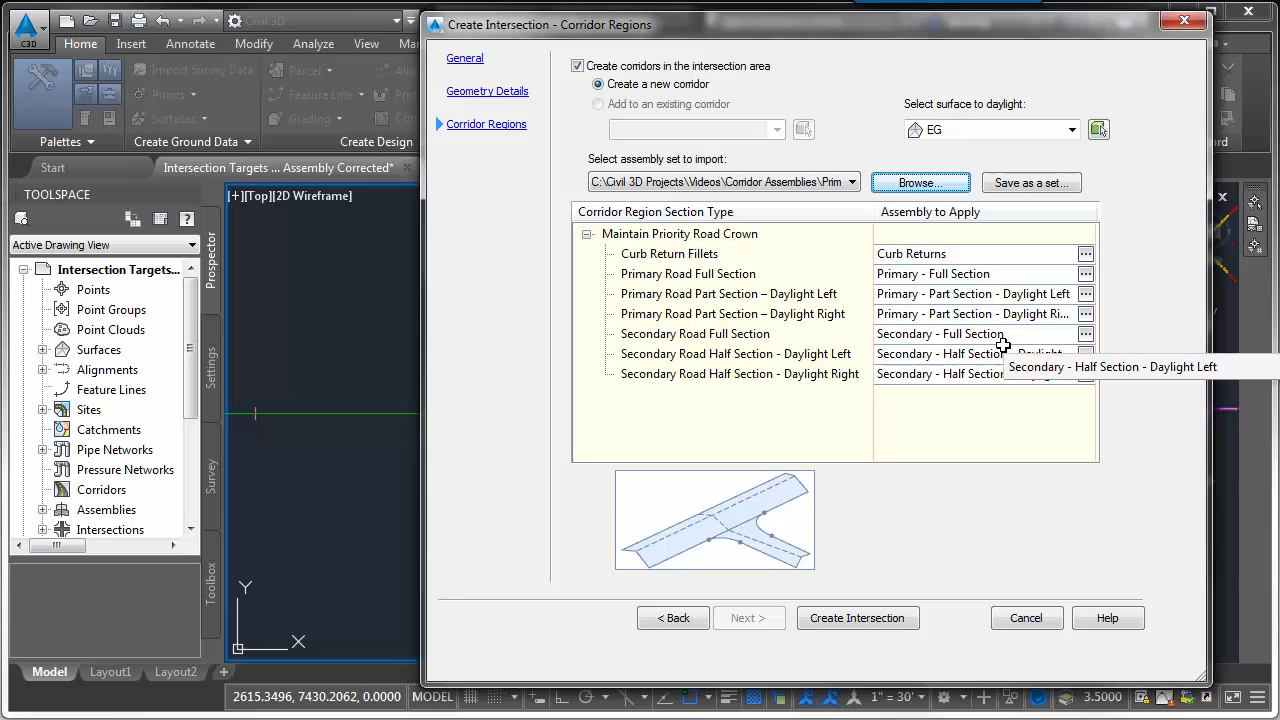 Civil 3D
C3D
Home Insert Annotate Modify Analyze View
Import Survey Data
Points
Surfaces
Parcel
Feature Line
Grading
Palettes
Create Ground Data
Create Design
Start
Intersection Targets ... Assembly Corrected*
TOOLSPACE
Active Drawing View
Intersection Targets...
Points
Point Groups
Point Clouds
Surfaces
Alignments
Feature Lines
Sites
Catchments
Pipe Networks
Pressure Networks
Corridors
Assemblies
Intersections
Prospector
Settings
Survey
Toolbox
[+][Top][2D Wireframe]
Y
X
Create Intersection - Corridor Regions
General
Geometry Details
Corridor Regions
Create corridors in the intersection area
Create a new corridor
Add to an existing corridor
Select surface to daylight:
EG
Select assembly set to import:
C:\Civil 3D Projects\Videos\Corridor Assemblies\Prim
Browse...
Save as a set...
Corridor Region Section Type Assembly to Apply
Maintain Priority Road Crown
Curb Return Fillets Curb Returns ...
Primary Road Full Section Primary - Full Section ...
Primary Road Part Section – Daylight Left Primary - Part Section - Daylight Left ...
Primary Road Part Section – Daylight Right Primary - Part Section - Daylight Ri... ...
Secondary Road Full Section Secondary - Full Section ...
Secondary Road Half Section - Daylight Left Secondary - Half Section - Daylight
Secondary Road Half Section - Daylight Right Secondary - Half Section
Secondary - Half Section - Daylight Left
< Back
Next >
Create Intersection
Cancel
Help
Model Layout1 Layout2 +
2615.3496, 7430.2062, 0.0000 MODEL 1" = 30' 3.5000